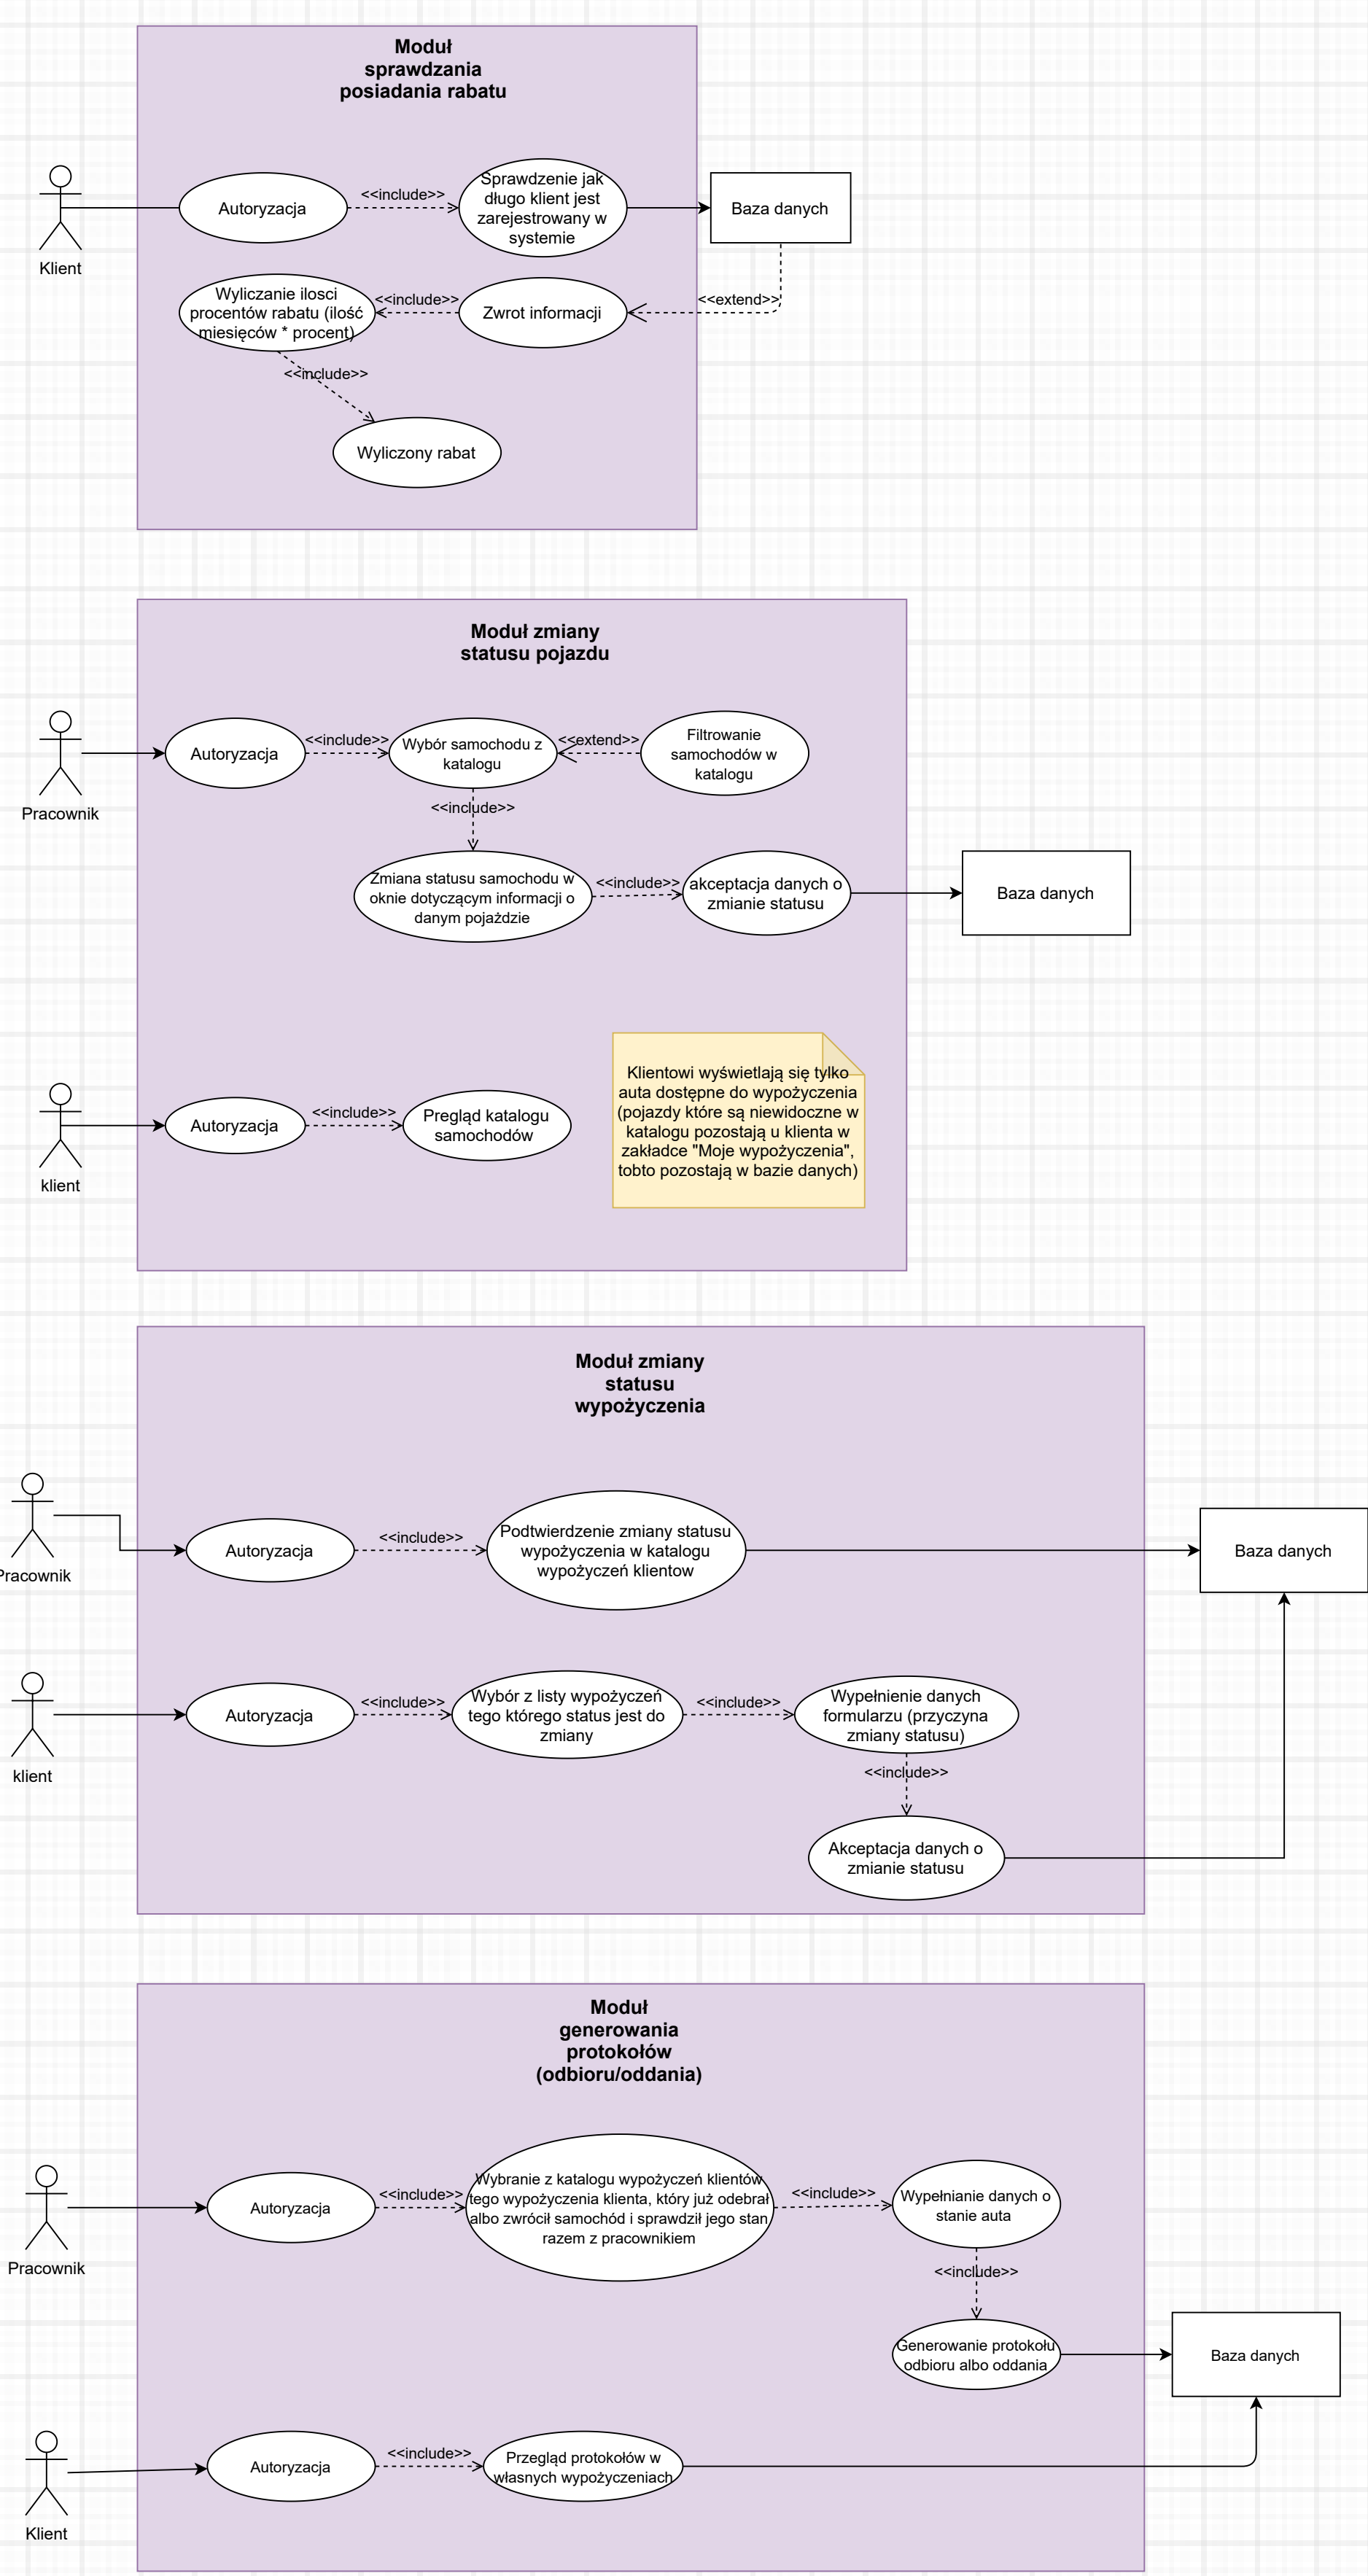 Moduł
sprawdzania
posiadania rabatu
Klient
Autoryzacja
<<include>>
Sprawdzenie jak
długo klient jest
zarejestrowany w
systemie
Baza danych
Wyliczanie ilosci
procentów rabatu (ilość
miesięców * procent)
<<include>>
Zwrot informacji
<<extend>>
<<include>>
Wyliczony rabat
Moduł zmiany
statusu pojazdu
Pracownik
Autoryzacja
<<include>>
Wybór samochodu z
katalogu
<<extend>>
Filtrowanie
samochodów w
katalogu
<<include>>
Zmiana statusu samochodu w
oknie dotyczącym informacji o
danym pojażdzie
<<include>>
akceptacja danych o
zmianie statusu
Baza danych
klient
Autoryzacja
<<include>>
Pregląd katalogu
samochodów
Klientowi wyświetlają się tylko
auta dostępne do wypożyczenia
(pojazdy które są niewidoczne w
katalogu pozostają u klienta w
zakładce "Moje wypożyczenia",
tobto pozostają w bazie danych)
Moduł zmiany
statusu
wypożyczenia
Pracownik
Autoryzacja
<<include>>
Podtwierdzenie zmiany statusu
wypożyczenia w katalogu
wypożyczeń klientow
Baza danych
klient
Autoryzacja
<<include>>
Wybór z listy wypożyczeń
tego którego status jest do
zmiany
<<include>>
Wypełnienie danych
formularzu (przyczyna
zmiany statusu)
<<include>>
Akceptacja danych o
zmianie statusu
Moduł
generowania
protokołów
(odbioru/oddania)
Pracownik
Autoryzacja
<<include>>
Wybranie z katalogu wypożyczeń klientów
tego wypożyczenia klienta, który już odebrał
albo zwrócił samochód i sprawdził jego stan
razem z pracownikiem
<<include>>
Wypełnianie danych o
stanie auta
<<include>>
Generowanie protokołu
odbioru albo oddania
Baza danych
Klient
Autoryzacja
<<include>>
Przegląd protokołów w
własnych wypożyczeniach